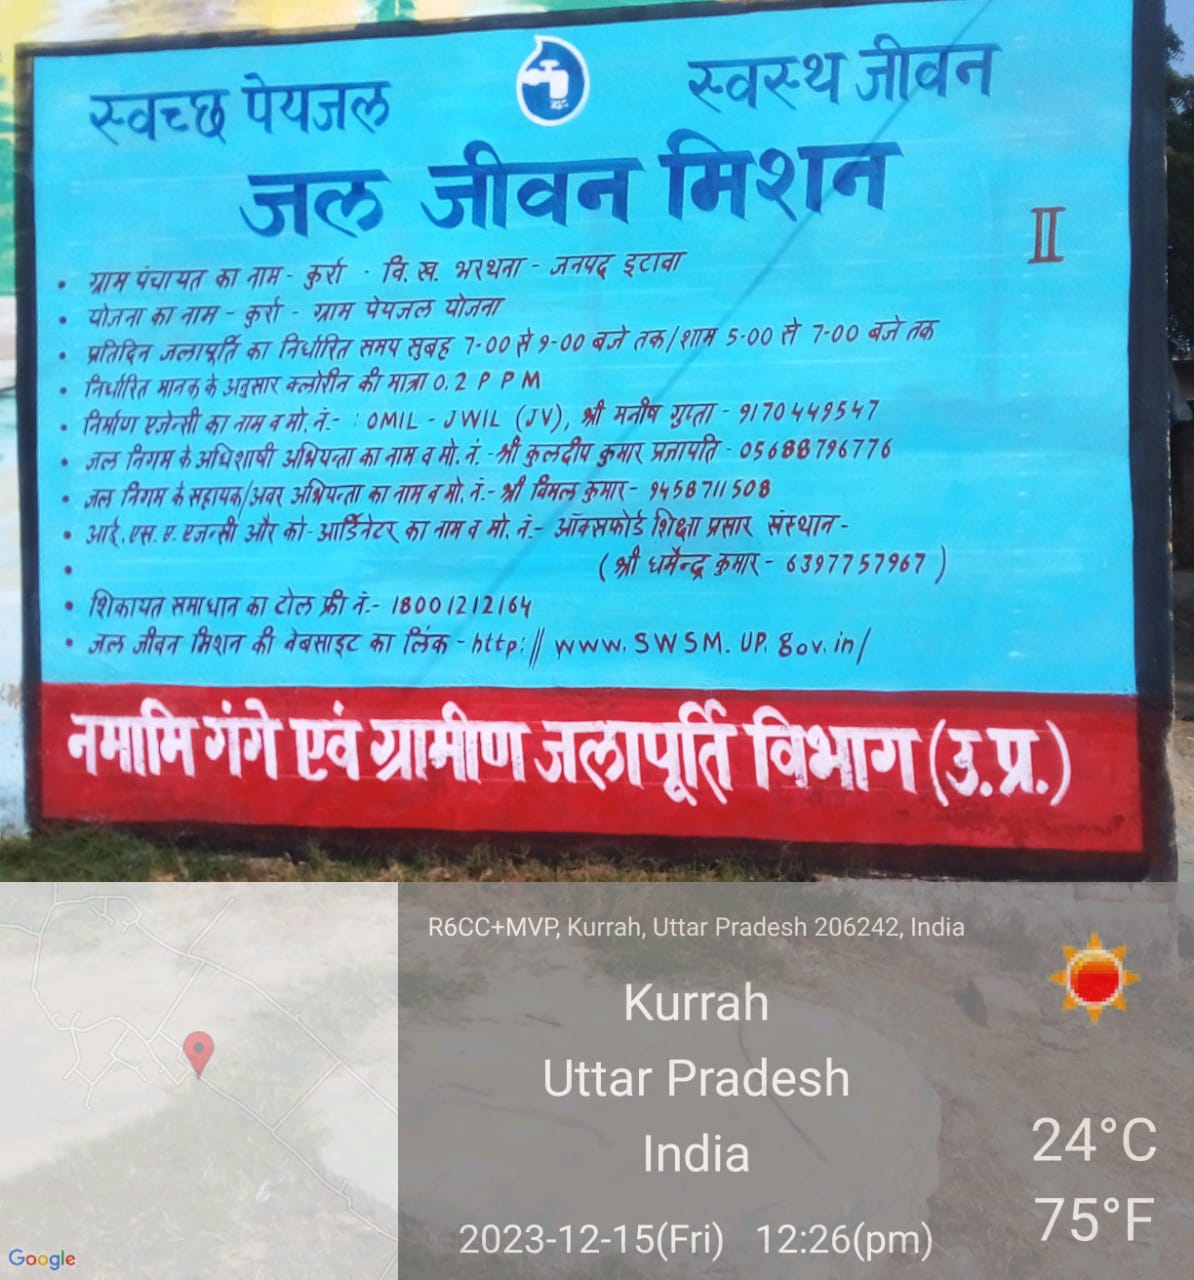 स्वच्छ पेयजल
स्वस्थ जीवन
जल जीवन मिशन
II
• ग्राम पंचायत का नाम - कुर्रा · वि. ख. भरथना - जनपद इटावा
• योजना का नाम - कुर्रा - ग्राम पेयजल योजना
• प्रतिदिन जलापूर्ति का निर्धारित समय सुबह 7-00 से 9-00 बजे तक/शाम 5-00 से 7-00 बजे तक
• निर्धारित मानक के अनुसार क्लोरीन की मात्रा 0.2 P P M
• निर्माण एजेन्सी का नाम व मो. नं.- : OMIL - JWIL (JV), श्री मनीष गुप्ता - 9170449547
• जल निगम के अधिशाषी अभियन्ता का नाम व मो. नं. -श्री कुलदीप कुमार प्रजापति - 05688796776
• जल निगम के सहायक/अवर अभियन्ता का नाम व मो. नं.- श्री विमल कुमार - 9458711508
• आई. एस. ए. एजन्सी और को-आर्डिनेटर का नाम व मो. नं.- ऑक्सफोर्ड शिक्षा प्रसार संस्थान -
• (श्री धर्मेन्द्र कुमार - 6397757967)
• शिकायत समाधान का टोल फ्री नं.- 18001212164
• जल जीवन मिशन की वेबसाइट का लिंक - http:// www.SWSM.UP.gov.in/
नमामि गंगे एवं ग्रामीण जलापूर्ति विभाग (उ.प्र.)
R6CC+MVP, Kurrah, Uttar Pradesh 206242, India
Kurrah
Uttar Pradesh
India
24°C
75°F
2023-12-15(Fri) 12:26(pm)
Google